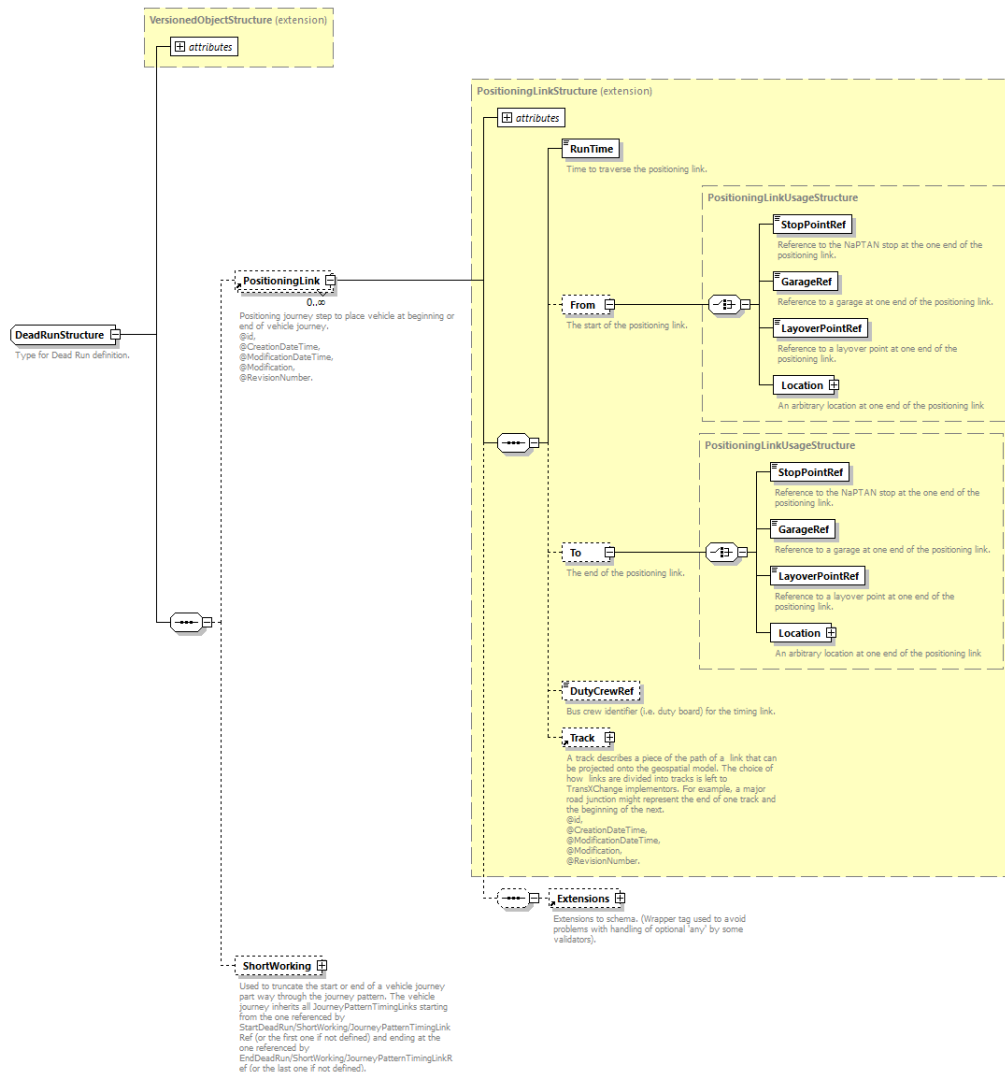 VersionedObjectStructure (extension)
attributes
PositioningLinkStructure (extension)
attributes
RunTime
Time to traverse the positioning link.
PositioningLinkUsageStructure
StopPointRef
Reference to the NaPTAN stop at the one end of the
positioning link.
GarageRef
Reference to a garage at one end of the positioning link.
From
The start of the positioning link.
LayoverPointRef
Reference to a layover point at one end of the
positioning link.
Location
An arbitrary location at one end of the positioning link
PositioningLink
0..∞
Positioning journey step to place vehicle at beginning or
end of vehicle journey.
@id,
@CreationDateTime,
@ModificationDateTime,
@Modification,
@RevisionNumber.
DeadRunStructure
Type for Dead Run definition.
PositioningLinkUsageStructure
StopPointRef
Reference to the NaPTAN stop at the one end of the
positioning link.
GarageRef
Reference to a garage at one end of the positioning link.
To
The end of the positioning link.
LayoverPointRef
Reference to a layover point at one end of the
positioning link.
Location
An arbitrary location at one end of the positioning link
DutyCrewRef
Bus crew identifier (i.e. duty board) for the timing link.
Track
A track describes a piece of the path of a link that can
be projected onto the geospatial model. The choice of
how links are divided into tracks is left to
TransXChange implementors. For example, a major
road junction might represent the end of one track and
the beginning of the next.
@id,
@CreationDateTime,
@ModificationDateTime,
@Modification,
@RevisionNumber.
Extensions
Extensions to schema. (Wrapper tag used to avoid
problems with handling of optional 'any' by some
validators).
ShortWorking
Used to truncate the start or end of a vehicle journey
part way through the journey pattern. The vehicle
journey inherits all JourneyPatternTimingLinks starting
from the one referenced by
StartDeadRun/ShortWorking/JourneyPatternTimingLink
Ref (or the first one if not defined) and ending at the
one referenced by
EndDeadRun/ShortWorking/JourneyPatternTimingLinkR
ef (or the last one if not defined).